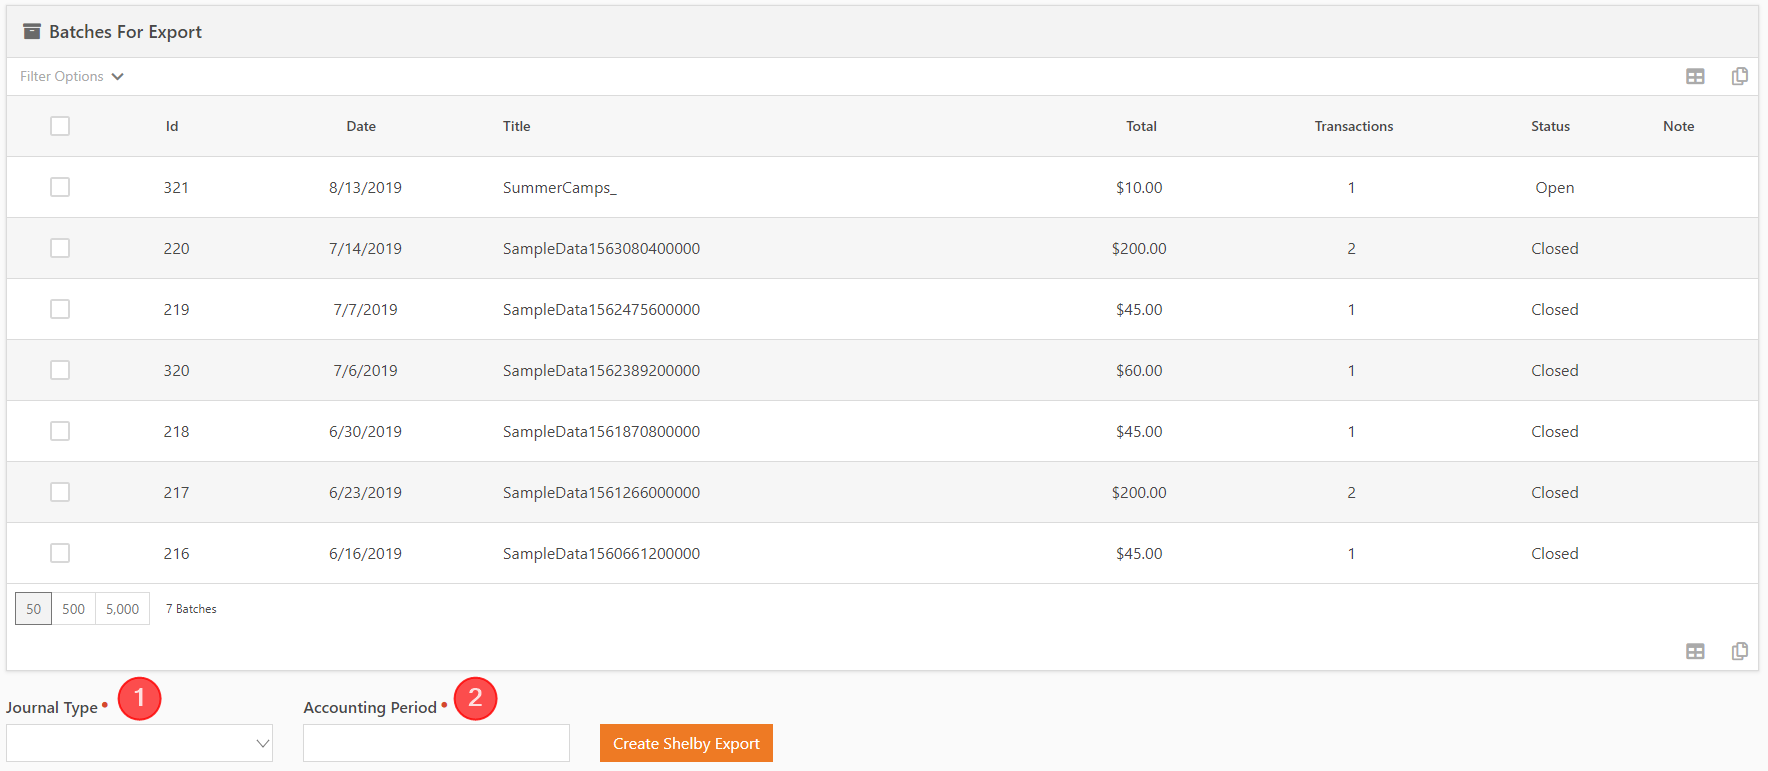 Batches For Export
Filter Options
Id Date Title Total Transactions Status Note
321 8/13/2019 SummerCamps_ $10.00 1 Open
220 7/14/2019 SampleData1563080400000 $200.00 2 Closed
219 7/7/2019 SampleData1562475600000 $45.00 1 Closed
320 7/6/2019 SampleData1562389200000 $60.00 1 Closed
218 6/30/2019 SampleData1561870800000 $45.00 1 Closed
217 6/23/2019 SampleData1561266000000 $200.00 2 Closed
216 6/16/2019 SampleData1560661200000 $45.00 1 Closed
50 500 5,000 7 Batches
Journal Type • 1 Accounting Period • 2
Create Shelby Export